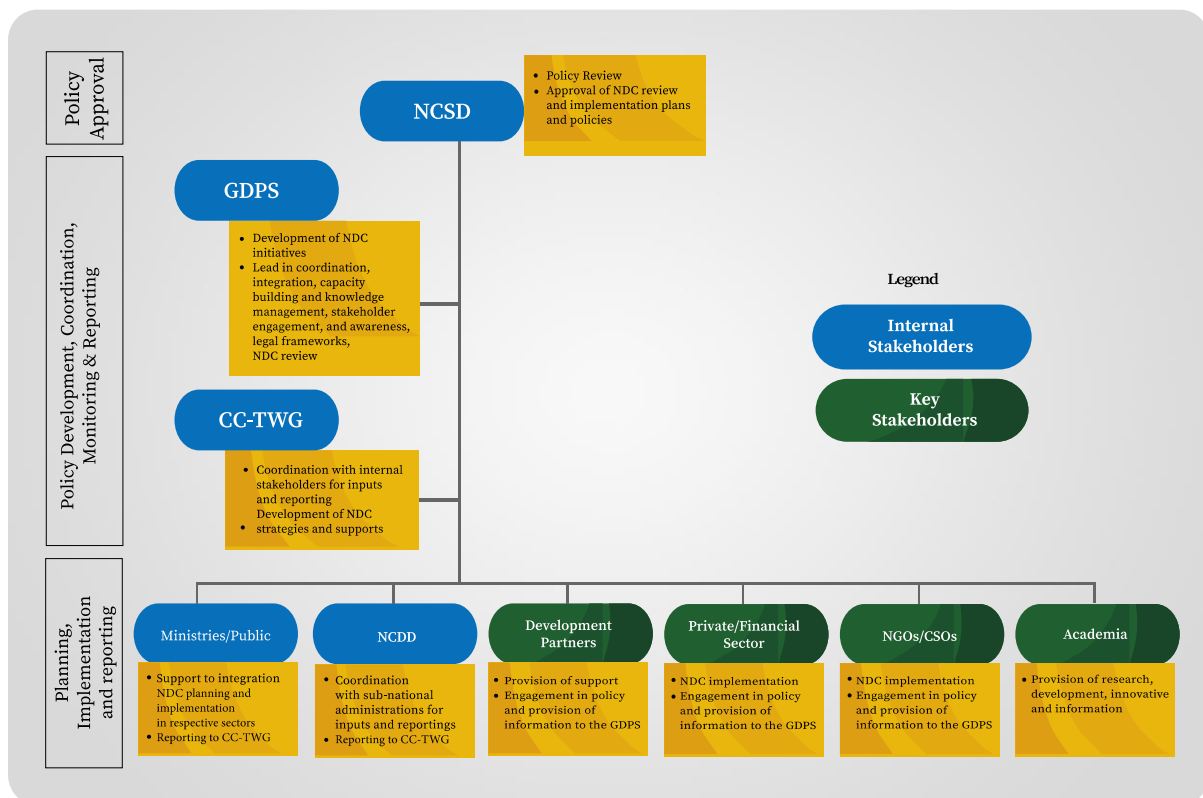 Policy
Approval
NCSD
Policy Review
Approval of NDC review
and implementation plans
and policies
Policy Development, Coordination,
Monitoring & Reporting
GDPS
Development of NDC
initiatives
Lead in coordination,
integration, capacity
building and knowledge
management, stakeholder
engagement, and awareness,
legal frameworks,
NDC review
CC-TWG
Coordination with internal
stakeholders for inputs
and reporting
Development of NDC
strategies and supports
Legend
Internal
Stakeholders
Key
Stakeholders
Planning,
Implementation
and reporting
Ministries/Public
Support to integration
NDC planning and
implementation
in respective sectors
Reporting to CC-TWG
NCDD
Coordination
with sub-national
administrations for
inputs and reportings
Reporting to CC-TWG
Development
Partners
Provision of support
Engagement in policy
and provision of
information to the GDPS
Private/Financial
Sector
NDC implementation
Engagement in policy
and provision of
information to the GDPS
NGOs/CSOs
NDC implementation
Engagement in policy
and provision of
information to the GDPS
Academia
Provision of research,
development, innovative
and information